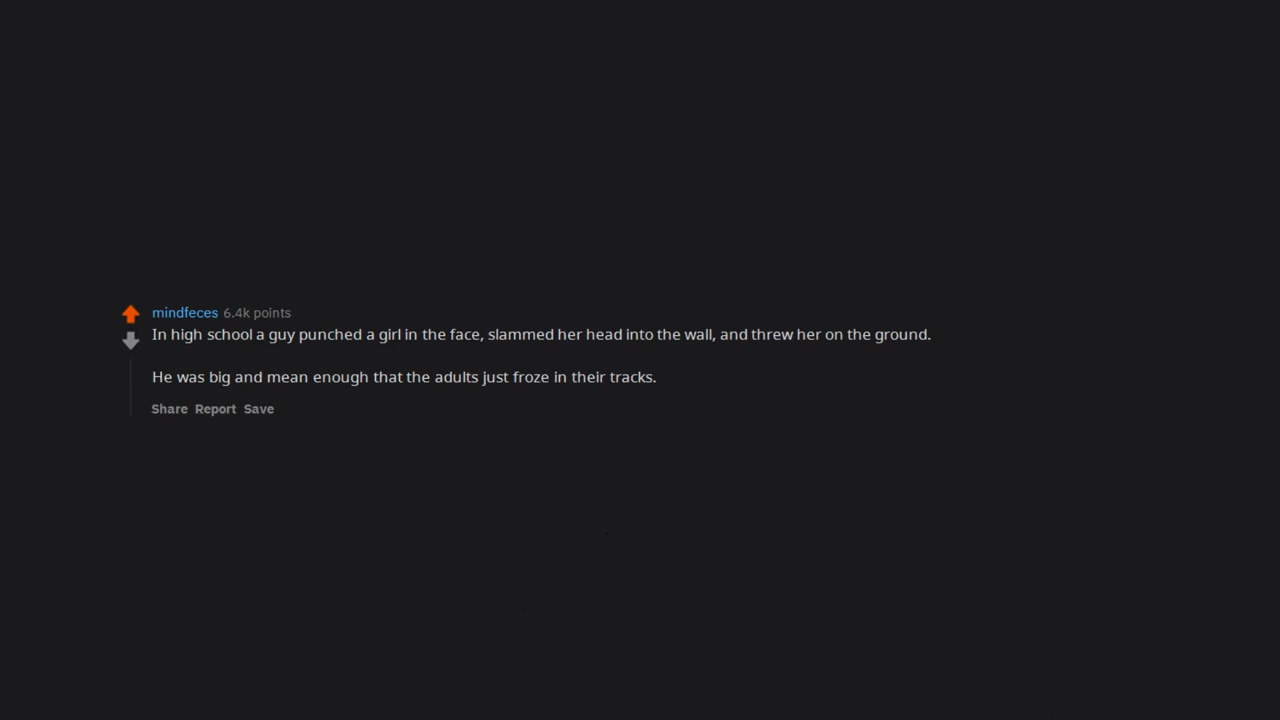 mindfeces 6.4k points
In high school a guy punched a girl in the face, slammed her head into the wall, and threw her on the ground.
He was big and mean enough that the adults just froze in their tracks.
Share Report Save